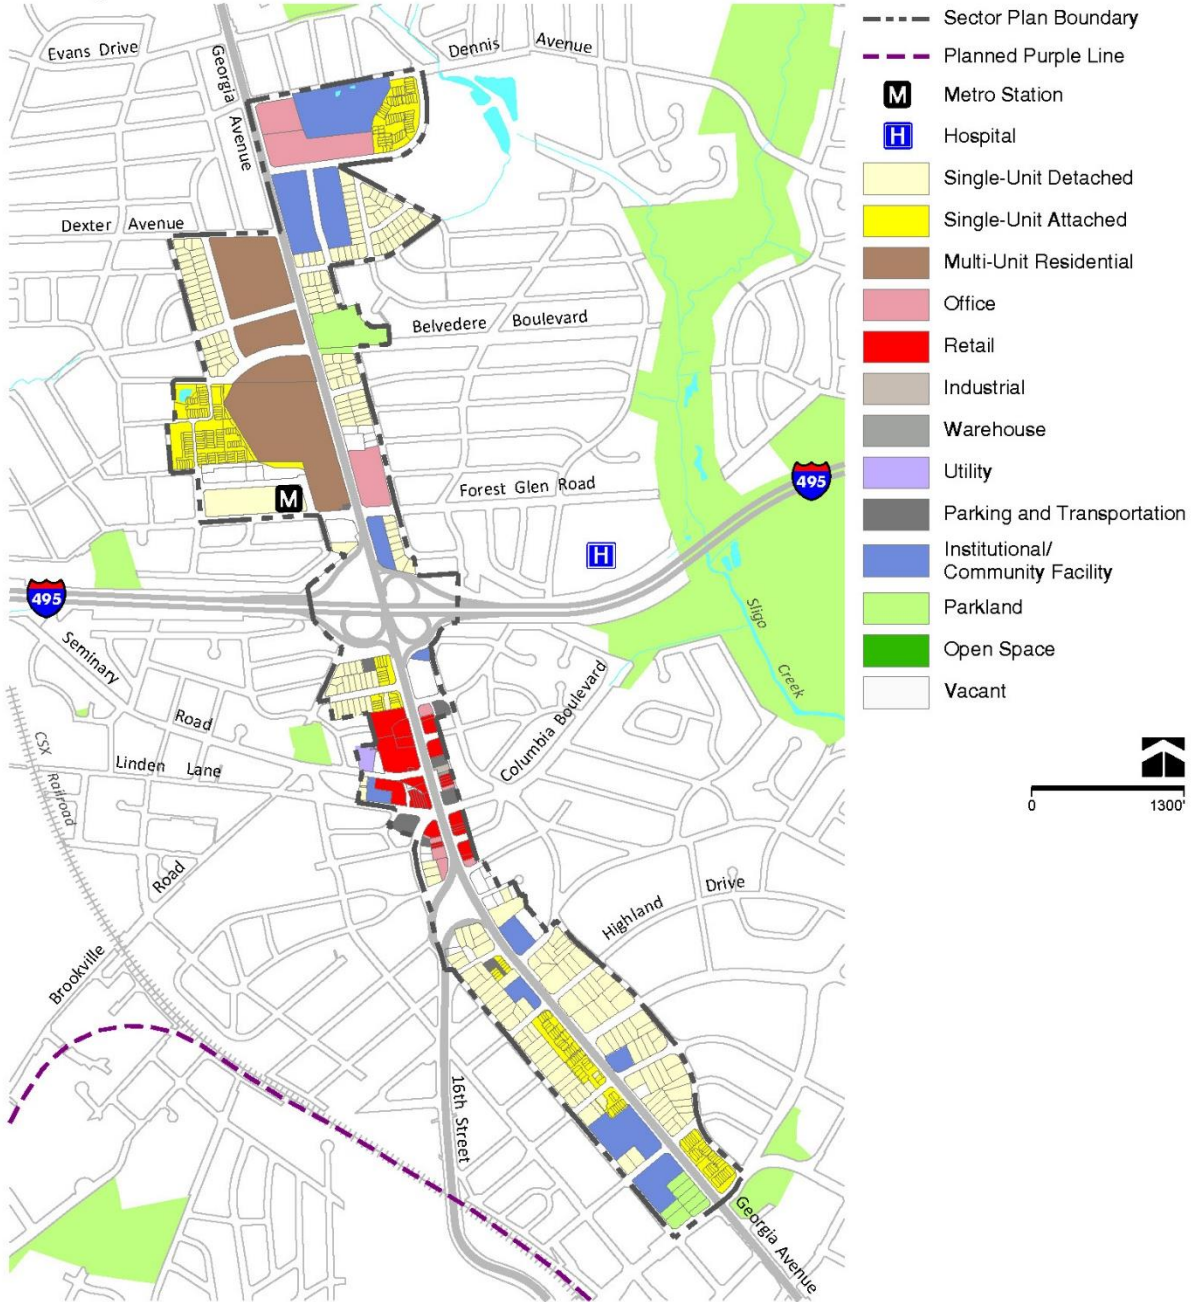 Evans Drive
Georgia Avenue
Dennis Avenue
Dexter Avenue
Belvedere Boulevard
Forest Glen Road
M
H
495
495
Sligo Creek
Seminary Road
Linden Lane
CSX Railroad
Columbia Boulevard
Brookville Road
Highland Drive
16th Street
Georgia Avenue
Sector Plan Boundary
Planned Purple Line
M Metro Station
H Hospital
Single-Unit Detached
Single-Unit Attached
Multi-Unit Residential
Office
Retail
Industrial
Warehouse
Utility
Parking and Transportation
Institutional/
Community Facility
Parkland
Open Space
Vacant
0 1300'